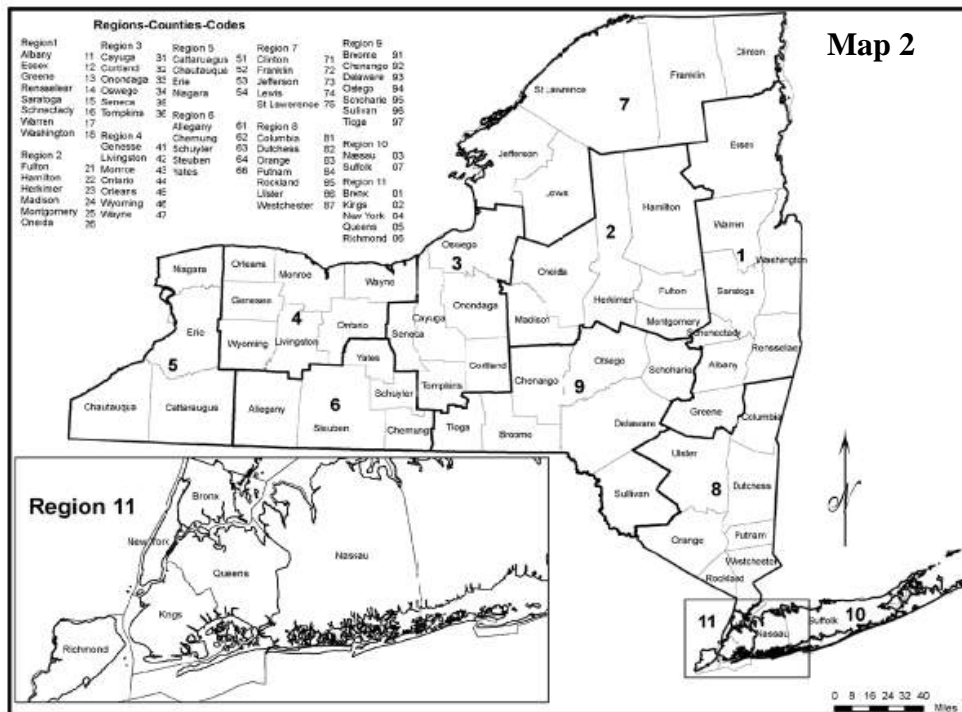 Map 2
Regions-Counties-Codes
Region1
Albany 11
Essex 12
Greene 13
Rensselear 14
Saratoga 15
Schnectady 16
Warren 17
Washington 18
Region 2
Fulton 21
Hamilton 22
Herkimer 23
Madison 24
Montgomery 25
Oneida 26
Region 3
Cayuga 31
Cortland 32
Onondaga 33
Oswego 34
Seneca 35
Tompkins 36
Region 4
Genesse 41
Livingston 42
Monroe 43
Ontario 44
Orleans 45
Wyoming 46
Wayne 47
Region 5
Cattaraugus 51
Chautauqua 52
Erie 53
Niagara 54
Region 6
Allegany 61
Chemung 62
Schuyler 63
Steuben 64
Yates 66
Region 7
Clinton 71
Franklin 72
Jefferson 73
Lewis 74
St Lawerence 75
Region 8
Columbia 81
Dutchess 82
Orange 83
Putnam 84
Rockland 85
Ulster 86
Westchester 87
Region 9
Broome 91
Chenango 92
Delaware 93
Ostego 94
Schoharie 95
Sullivan 96
Tioga 97
Region 10
Nassau 03
Suffolk 07
Region 11
Bronx 01
Kings 02
New York 04
Queens 05
Richmond 06
Clinton
Franklin
St Lawrence
7
Essex
Jefferson
Lewis
Hamilton
2
Warren
Washington
1
Oswego
3
Oneida
Herkimer
Fulton
Saratoga
Niagara
Orleans
Monroe
Wayne
Genesee
4
Ontario
Seneca
Cayuga
Onondaga
Madison
Montgomery
Schenectady
Erie
5
Wyoming
Livingston
Yates
Cortland
Chenango
Otsego
9
Schoharie
Albany
Rensselae
Chautauqua
Cattaraugus
Allegany
6
Steuben
Schuyler
Chemung
Tompkins
Tioga
Broome
Delaware
Greene
Columbia
Ulster
Sullivan
8
Dutchess
Orange
Putnam
Westchester
Rockland
11
Nassau
Suffolk
10
N
Region 11
Bronx
New York
Queens
Nassau
Kings
Richmond
0 8 16 24 32 40
Miles